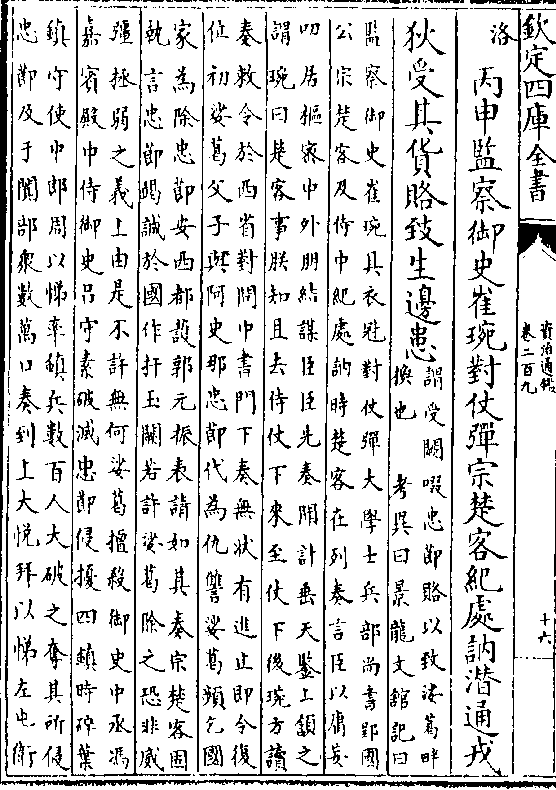 欽定四庫全書
資治通鑑
卷二百九
十六
洛
丙申監察御史崔琬對仗彈宗楚客紀處訥潛通戎
狄受其貨賂致生邊患
謂受闕啜忠節賂以致娑葛畔
換也　考異曰景龍文館記曰
監察御史崔琬具衣冠對仗彈大學士兵部尚書郢國
公宗楚客及侍中紀處訥時楚客在列奏言臣以庸妄
叨居樞密中外朋結謀臣臣先奏聞計垂天鑒上頷之
謂琬曰楚客事朕知且去待仗下來至仗下後琬方讀
奏敕令於西省對問中書門下奏無狀有進止即令復
位初娑葛父子與阿史那忠節代為仇讐娑葛頻乞國
家為除忠節安西都護郭元振表請如其奏宗楚客固
執言忠節竭誠於國作扞玉關若許娑葛除之恐非威
彊拯弱之義上由是不許無何娑葛擅殺御史中丞馮
嘉賓殿中侍御史呂守素破滅忠節侵擾四鎮時碎葉
鎮守使中郎周以悌率鎮兵數百人大破之奪其所侵
忠節及于闐部衆數萬口奏到上大悦拜以悌左屯衛